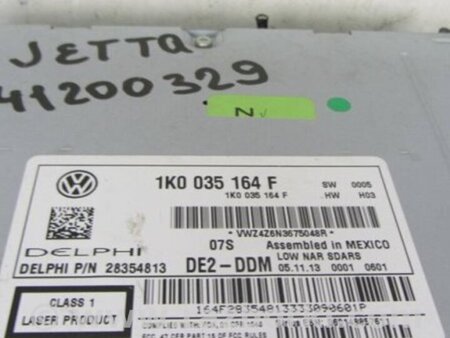 JETTA
41200329
N
1K0 035 164 F
1K0 035 164 F
SW 0005
HW H03
VWZ4Z6N3675048R
07S Assembled in MEXICO
DELPHI
LOW NAR SDARS
DELPHI P/N 28354813 DE2-DDM 05.11.13 0001 0601
CLASS 1
LASER PRODUCT